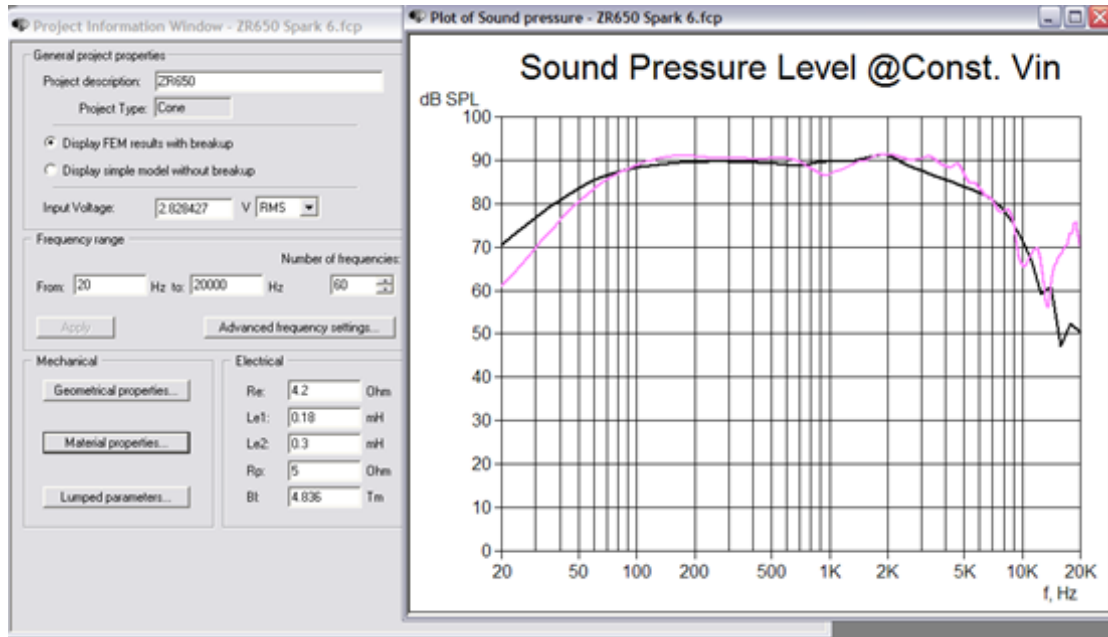 Project Information Window - ZR650 Spark 6.fcp
General project properties
Project description: ZR650
Project Type: Cone
Display FEM results with breakup
Display simple model without breakup
Input Voltage: 2.828427 V RMS
Frequency range
Number of frequencies:
From: 20 Hz to: 20000 Hz 60
Apply Advanced frequency settings...
Mechanical
Geometrical properties...
Material properties...
Lumped parameters...
Electrical
Re: 4.2 Ohm
Le1: 0.18 mH
Le2: 0.3 mH
Rp: 5 Ohm
Bl: 4.836 Tm
Plot of Sound pressure - ZR650 Spark 6.fcp
Sound Pressure Level @Const. Vin
dB SPL
100
90
80
70
60
50
40
30
20
10
0
20 50 100 200 500 1K 2K 5K 10K 20K
f, Hz